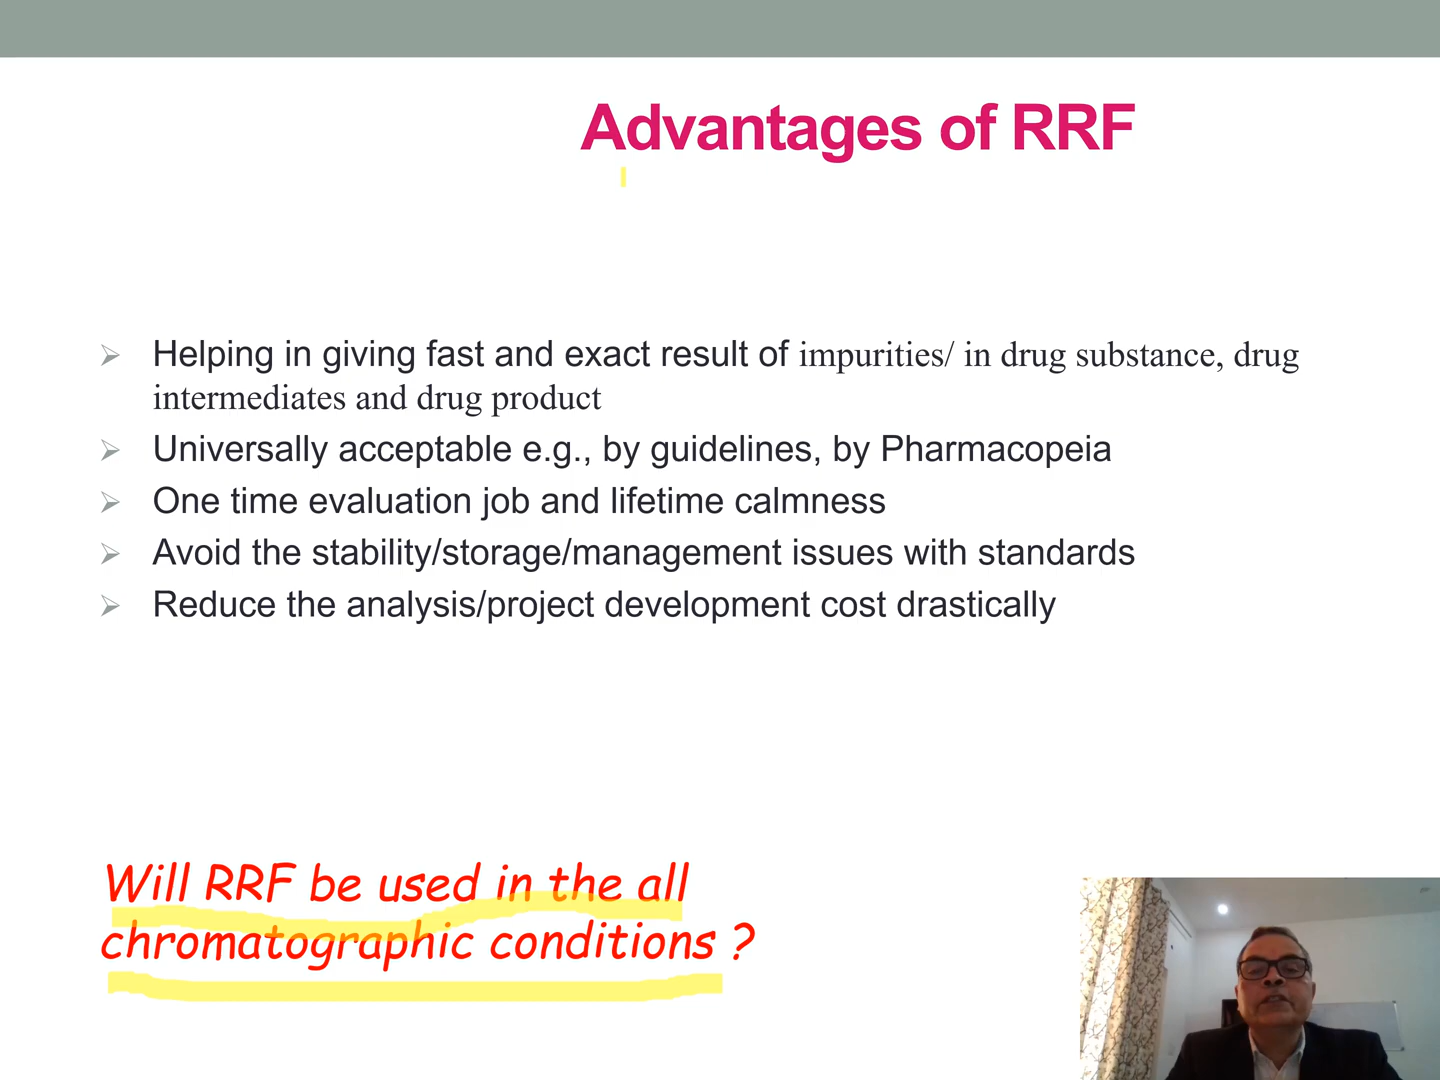 Advantages of RRF
Helping in giving fast and exact result of impurities/ in drug substance, drug
intermediates and drug product
Universally acceptable e.g., by guidelines, by Pharmacopeia
One time evaluation job and lifetime calmness
Avoid the stability/storage/management issues with standards
Reduce the analysis/project development cost drastically
Will RRF be used in the all
chromatographic conditions ?